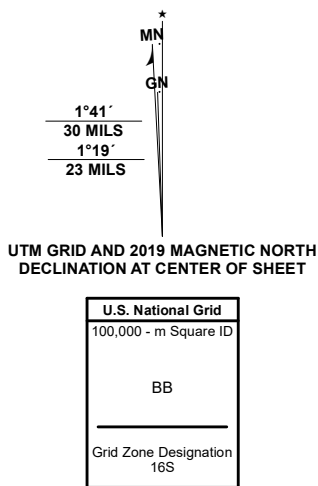 ★
MN
GN
1°41´
30 MILS
1°19´
23 MILS
UTM GRID AND 2019 MAGNETIC NORTH
DECLINATION AT CENTER OF SHEET
U.S. National Grid
100,000 - m Square ID
BB
Grid Zone Designation
16S